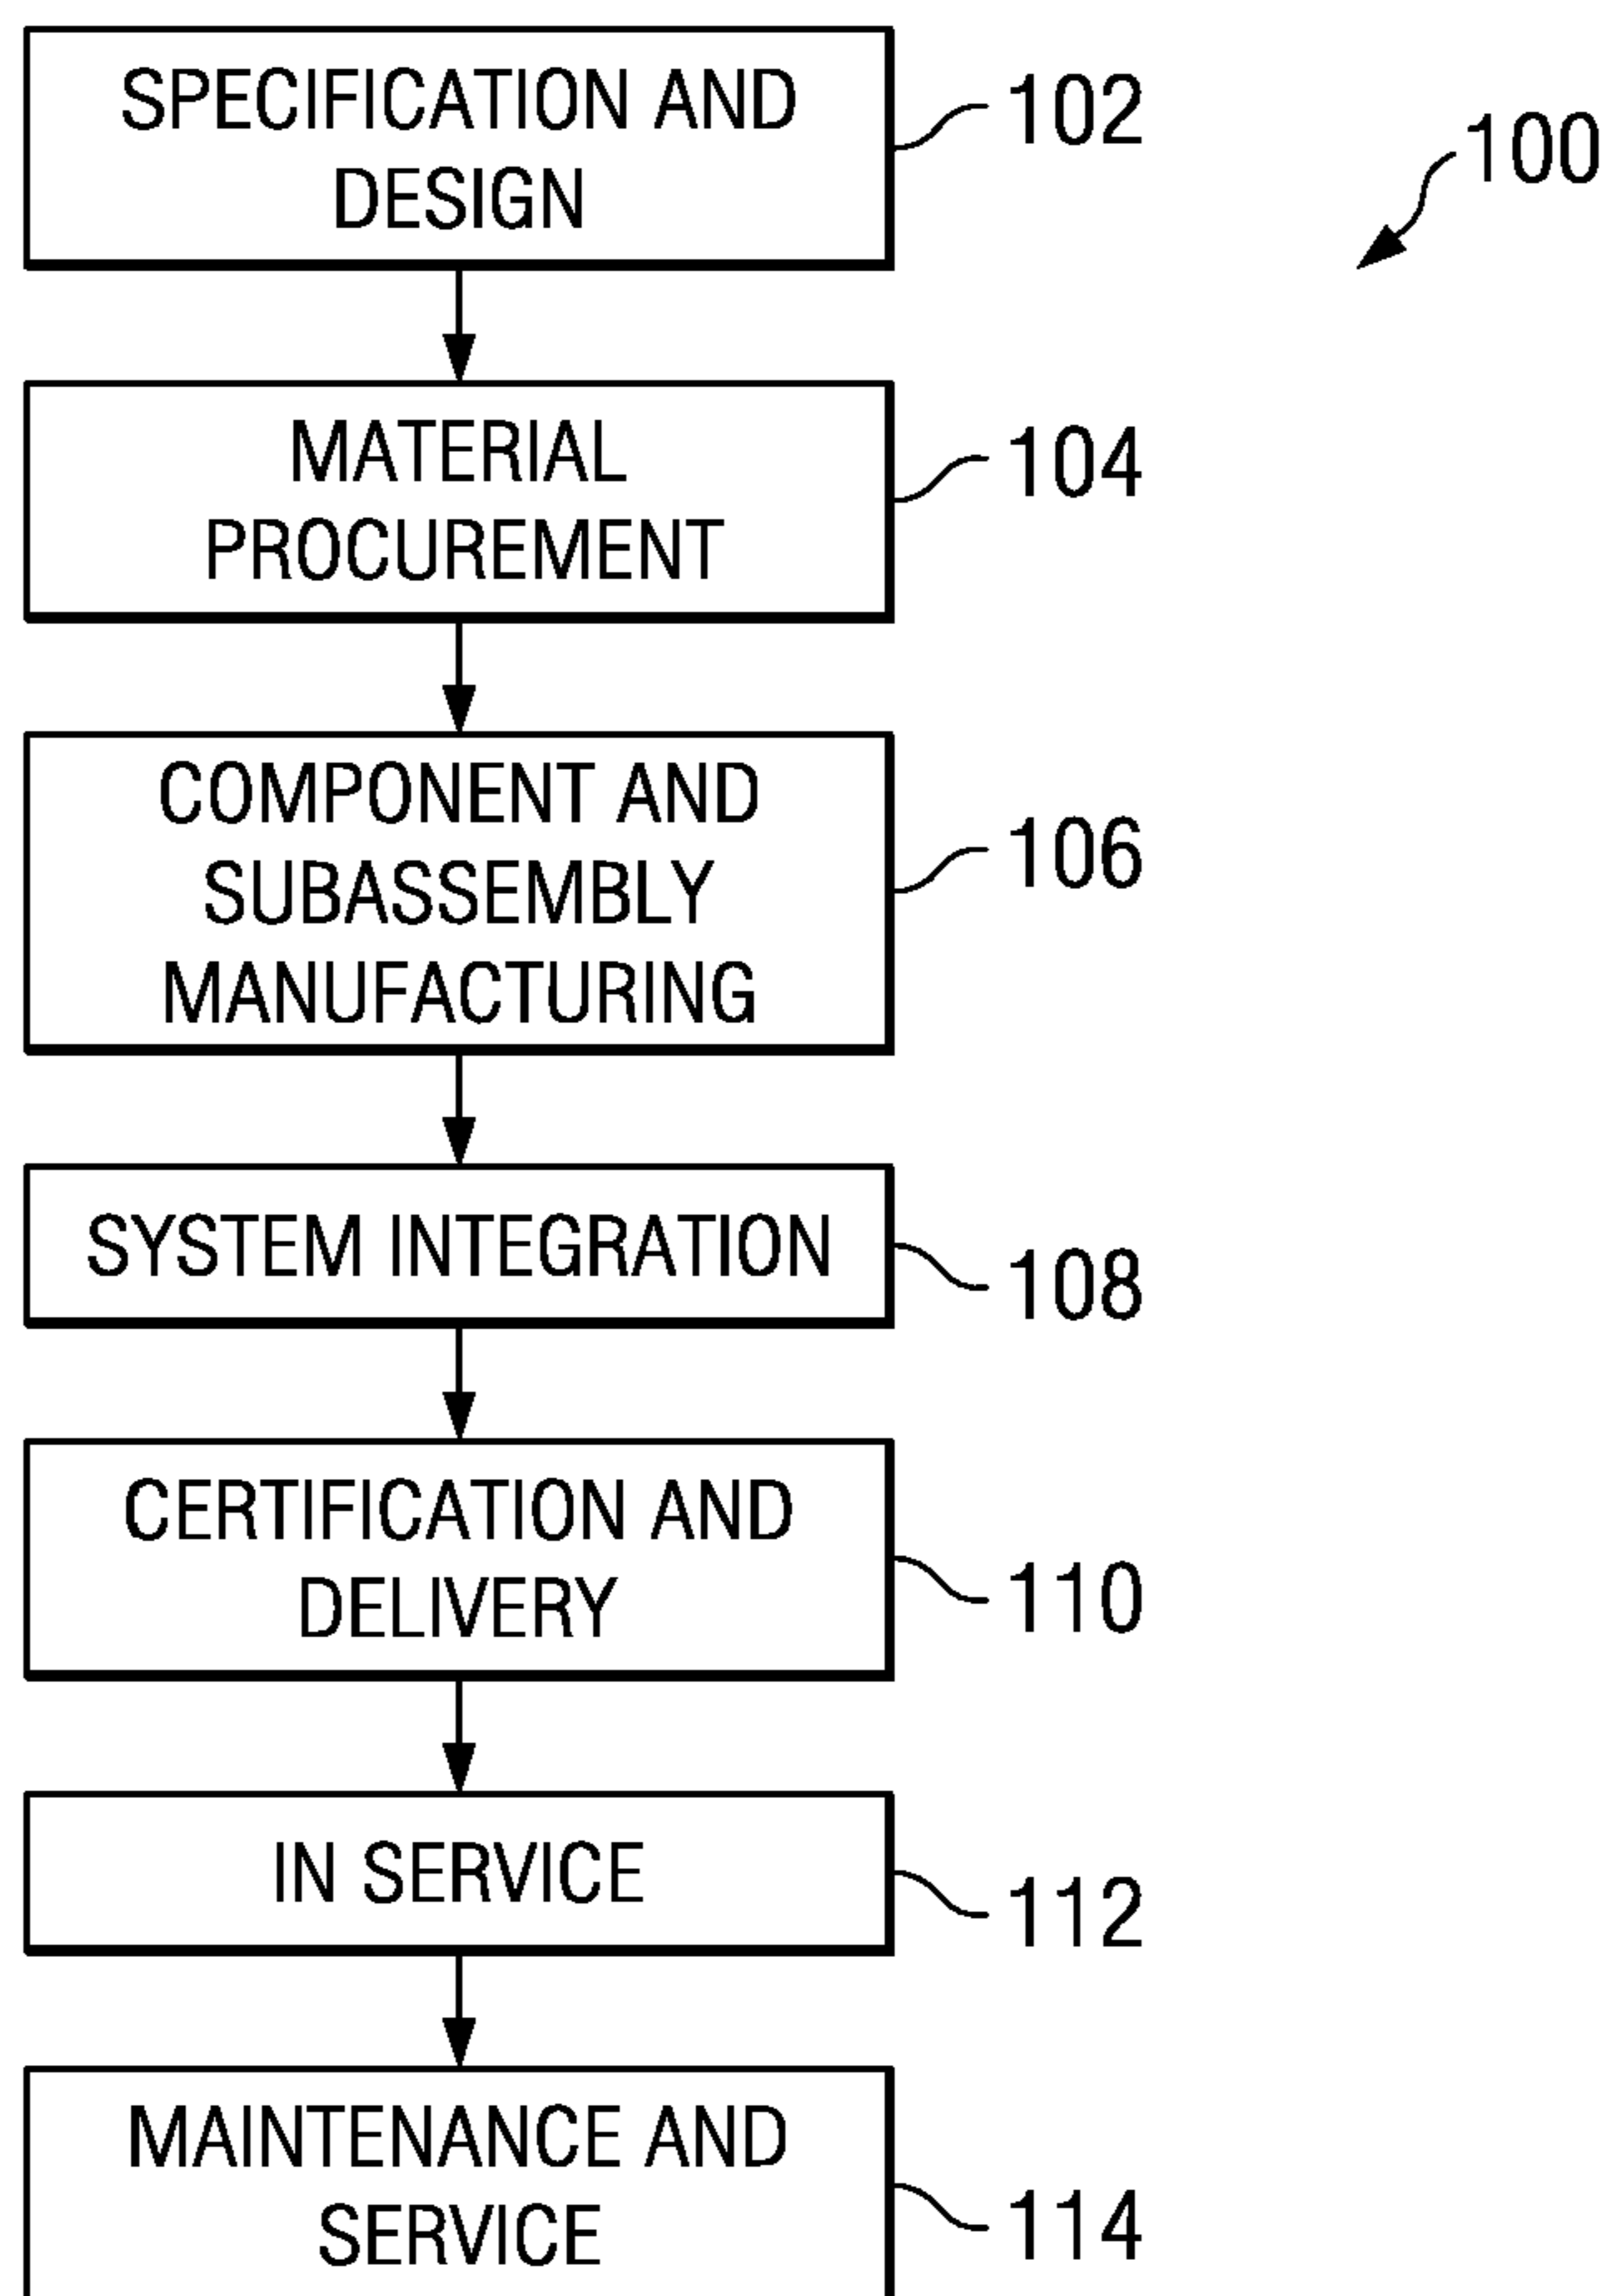 SPECIFICATION AND
DESIGN
102
100
MATERIAL
PROCUREMENT
104
COMPONENT AND
SUBASSEMBLY
MANUFACTURING
106
SYSTEM INTEGRATION
108
CERTIFICATION AND
DELIVERY
110
IN SERVICE
112
MAINTENANCE AND
SERVICE
114